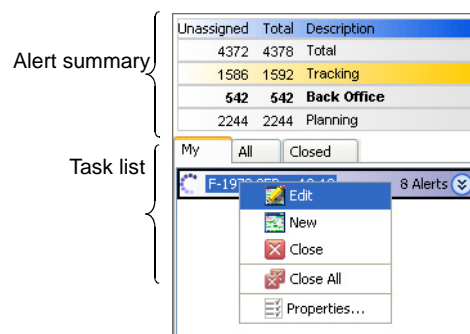 Unassigned Total Description
4372 4378 Total
Alert summary
1586 1592 Tracking
542 542 Back Office
2244 2244 Planning
My All Closed
Task list
8 Alerts
Edit
New
Close
Close All
Properties...